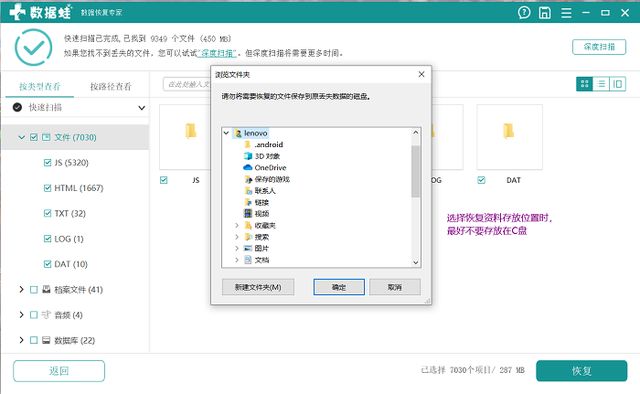 数据蛙 数据恢复专家
快速扫描已完成,已找到 9349 个文件 (450 MB)
如果您找不到丢失的文件，您可以试试"深度扫描"。但深度扫描将需要更多时间。
深度扫描
按类型查看 按路径查看
快速扫描
文件 (7030)
JS (5320)
HTML (1667)
TXT (32)
LOG (1)
DAT (10)
档案文件 (41)
音频 (4)
数据库 (22)
浏览文件夹
请勿将需要恢复的文件保存到原丢失数据的磁盘。
lenovo
.android
3D 对象
OneDrive
保存的游戏
联系人
链接
视频
收藏夹
搜索
图片
文档
新建文件夹(M) 确定 取消
JS
DAT
选择恢复资料存放位置时，
最好不要存放在C盘
返回
已选择 7030个项目/ 287 MB
恢复